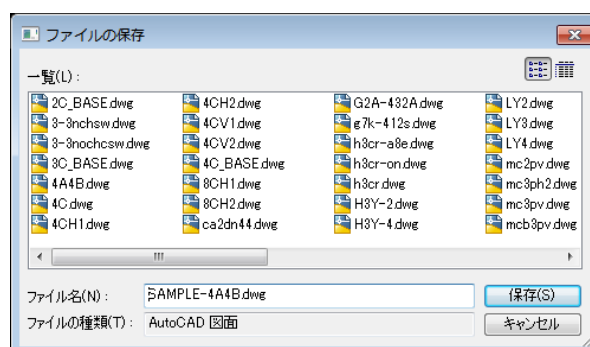 ファイルの保存
一覧(L) :
2C_BASE.dwg 4CH2.dwg G2A-432A.dwg LY2.dwg
3-3nchsw.dwg 4CV1.dwg g7k-412s.dwg LY3.dwg
3-3nochcsw.dwg 4CV2.dwg h3cr-a8e.dwg LY4.dwg
3C_BASE.dwg 4C_BASE.dwg h3cr-on.dwg mc2pv.dwg
4A4B.dwg 8CH1.dwg h3cr.dwg mc3ph2.dwg
4C.dwg 8CH2.dwg H3Y-2.dwg mc3pv.dwg
4CH1.dwg ca2dn44.dwg H3Y-4.dwg mcb3pv.dwg
ファイル名(N) : SAMPLE-4A4B.dwg 保存(S)
ファイルの種類(T) : AutoCAD 図面 キャンセル